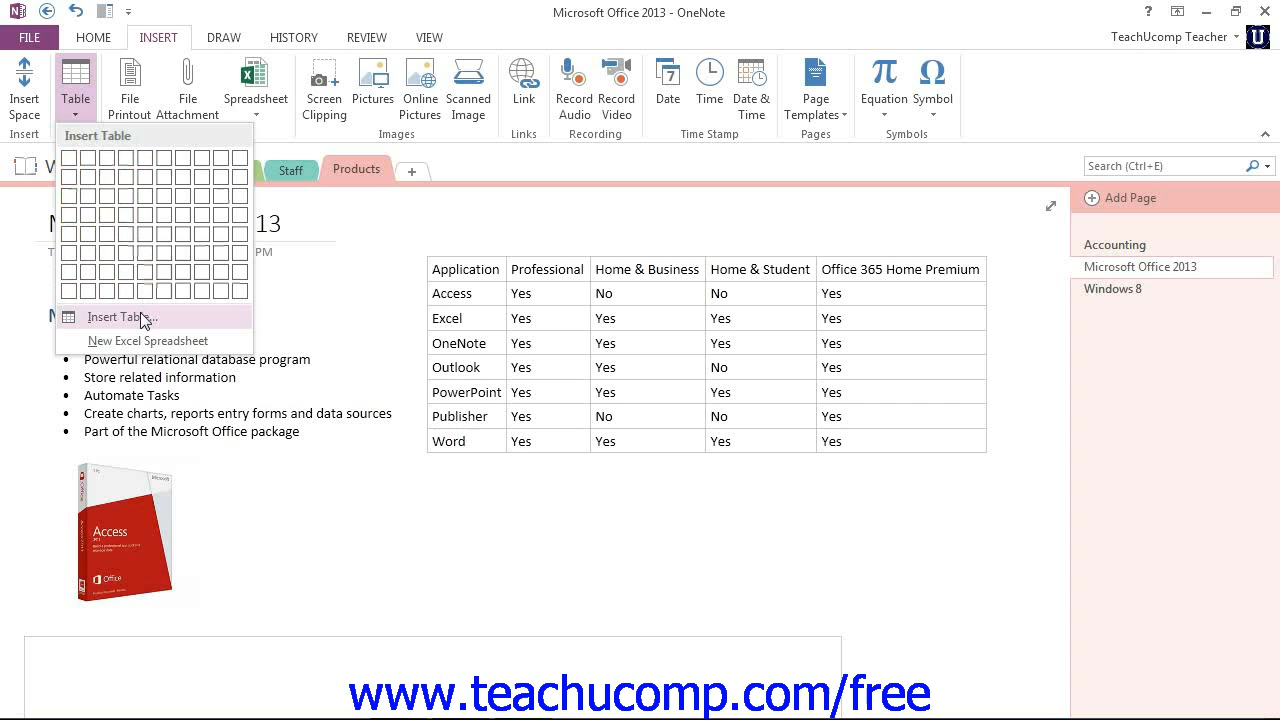 Microsoft Office 2013 - OneNote
FILE HOME INSERT DRAW HISTORY REVIEW VIEW
TeachUcomp Teacher
Insert Space
Table
File Printout
File Attachment
Spreadsheet
Screen Clipping
Pictures
Online Pictures
Scanned Image
Link
Record Audio
Record Video
Date
Time
Date & Time
Page Templates
Equation
Symbol
Insert
Images
Links
Recording
Time Stamp
Pages
Symbols
Insert Table
Insert Table...
New Excel Spreadsheet
W
Staff
Products
Search (Ctrl+E)
13
PM
Add Page
Accounting
Microsoft Office 2013
Windows 8
Application Professional Home & Business Home & Student Office 365 Home Premium
Access Yes No No Yes
Excel Yes Yes Yes Yes
OneNote Yes Yes Yes Yes
Outlook Yes Yes No Yes
PowerPoint Yes Yes Yes Yes
Publisher Yes No No Yes
Word Yes Yes Yes Yes
• Powerful relational database program
• Store related information
• Automate Tasks
• Create charts, reports entry forms and data sources
• Part of the Microsoft Office package
Microsoft
Access
Office
www.teachucomp.com/free